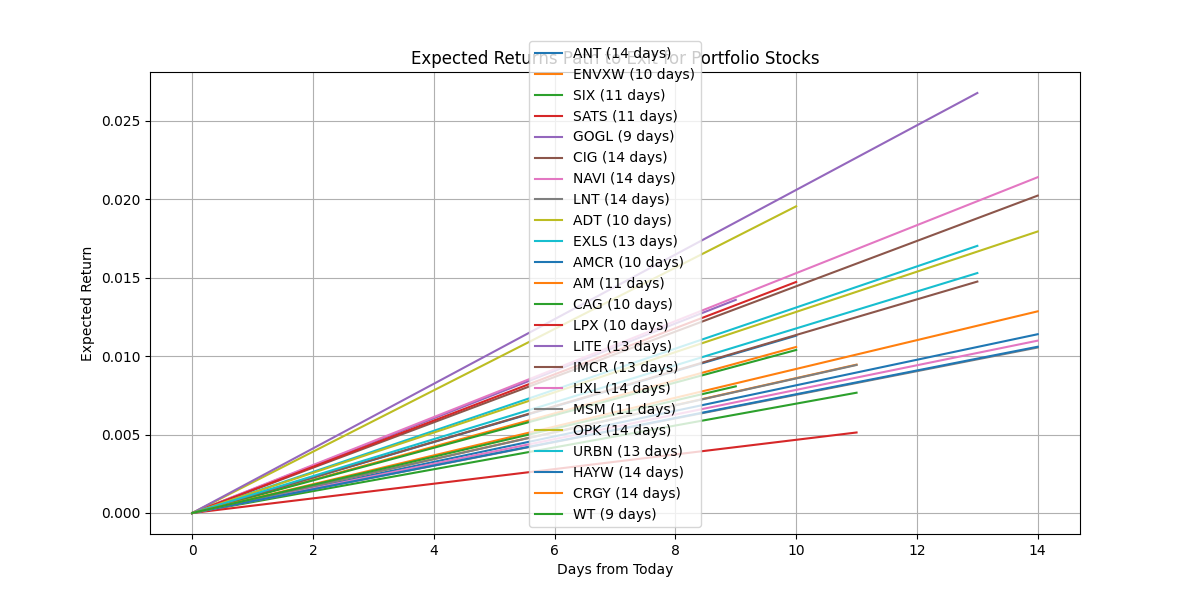 Expected Returns Path to Exit for Portfolio Stocks
ANT (14 days)
ENVXW (10 days)
SIX (11 days)
SATS (11 days)
GOGL (9 days)
CIG (14 days)
NAVI (14 days)
LNT (14 days)
ADT (10 days)
EXLS (13 days)
AMCR (10 days)
AM (11 days)
CAG (10 days)
LPX (10 days)
LITE (13 days)
IMCR (13 days)
HXL (14 days)
MSM (11 days)
OPK (14 days)
URBN (13 days)
HAYW (14 days)
CRGY (14 days)
WT (9 days)
Expected Return
0.025
0.020
0.015
0.010
0.005
0.000
0 2 4 6 8 10 12 14
Days from Today